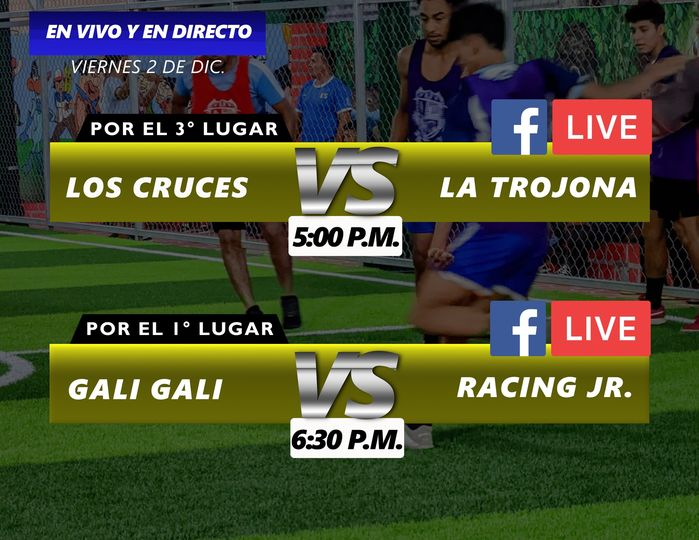 EN VIVO Y EN DIRECTO
VIERNES 2 DE DIC.
POR EL 3° LUGAR
f LIVE
LOS CRUCES VS LA TROJONA
5:00 P.M.
POR EL 1° LUGAR
f LIVE
GALI GALI VS RACING JR.
6:30 P.M.